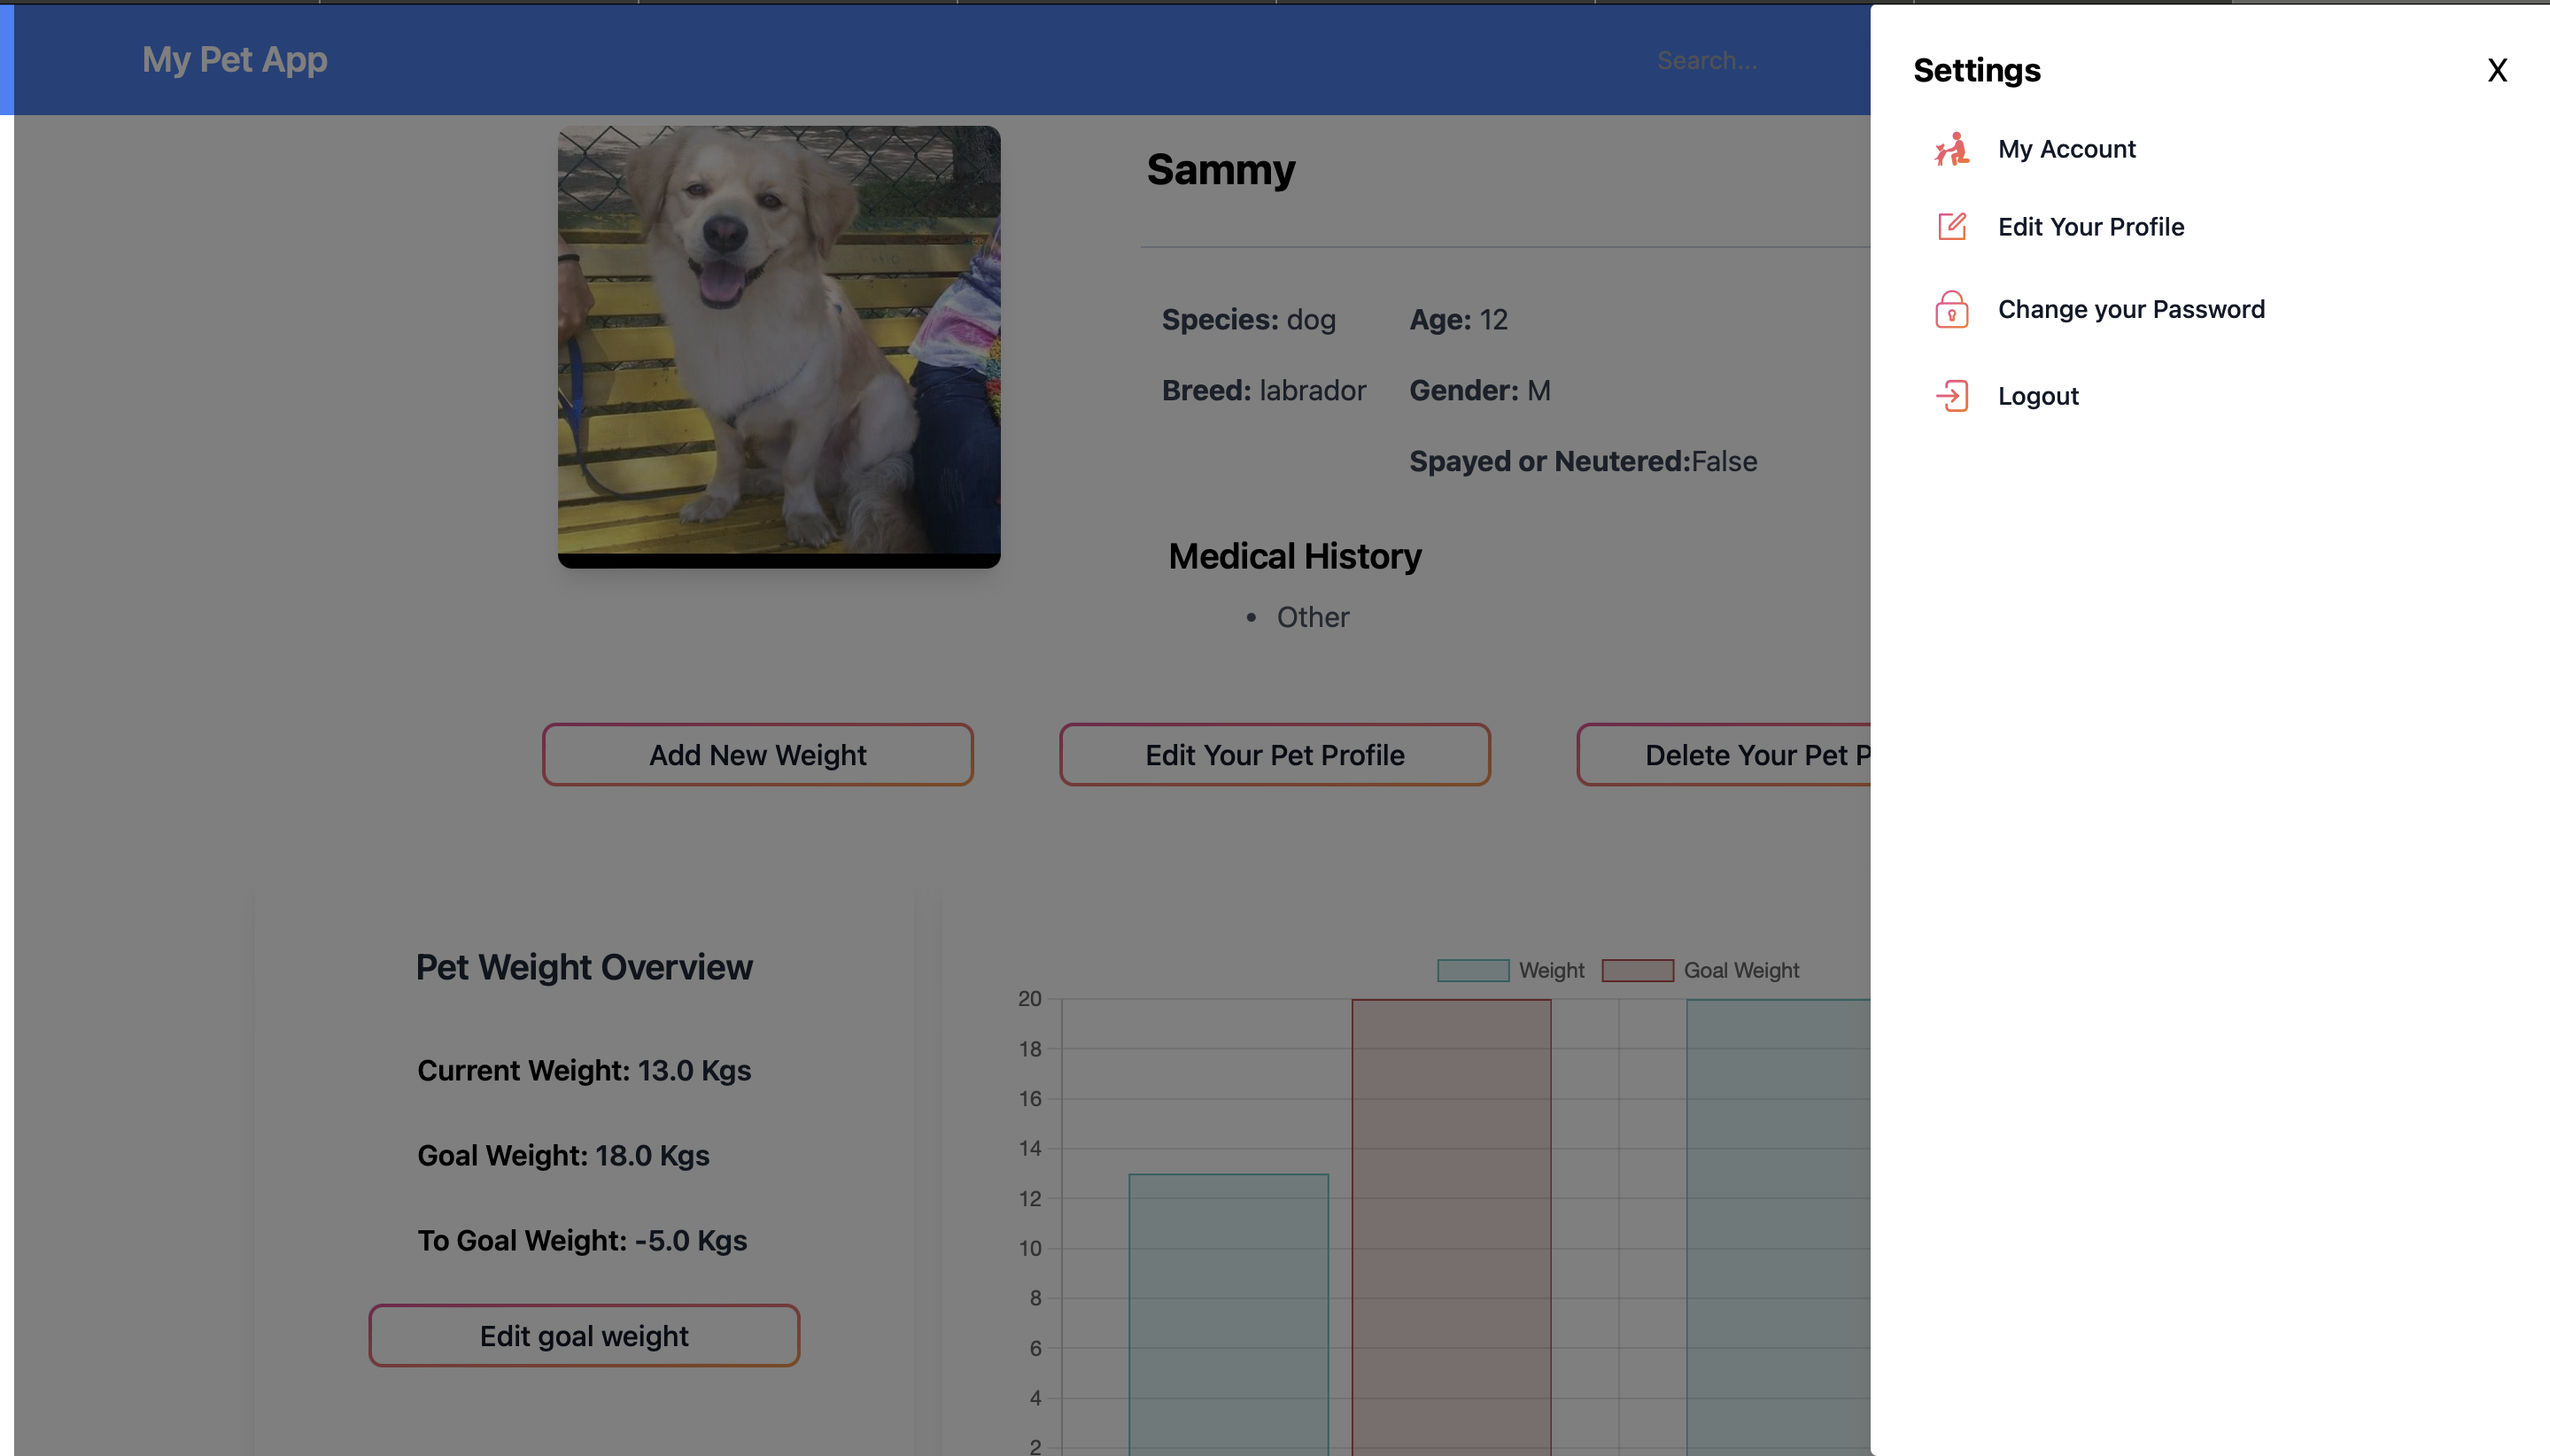 My Pet App
Search...
Settings
X
My Account
Edit Your Profile
Change your Password
Logout
Sammy
Species: dog
Age: 12
Breed: labrador
Gender: M
Spayed or Neutered:False
Medical History
• Other
Add New Weight
Edit Your Pet Profile
Delete Your Pet P
Pet Weight Overview
Current Weight: 13.0 Kgs
Goal Weight: 18.0 Kgs
To Goal Weight: -5.0 Kgs
Edit goal weight
Weight
Goal Weight
20
18
16
14
12
10
8
6
4
2